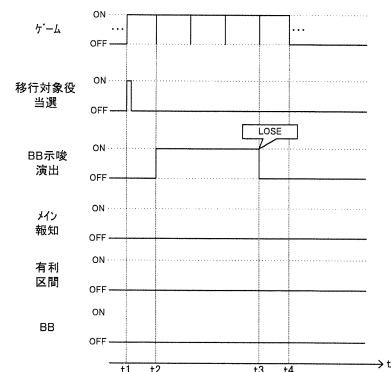 ON
ゲーム
OFF
… …
ON
移行対象役
当選
OFF
LOSE
ON
BB示唆
演出
OFF
ON
メイン
報知
OFF
ON
有利
区間
OFF
ON
BB
OFF
t1 t2 t3 t4 t